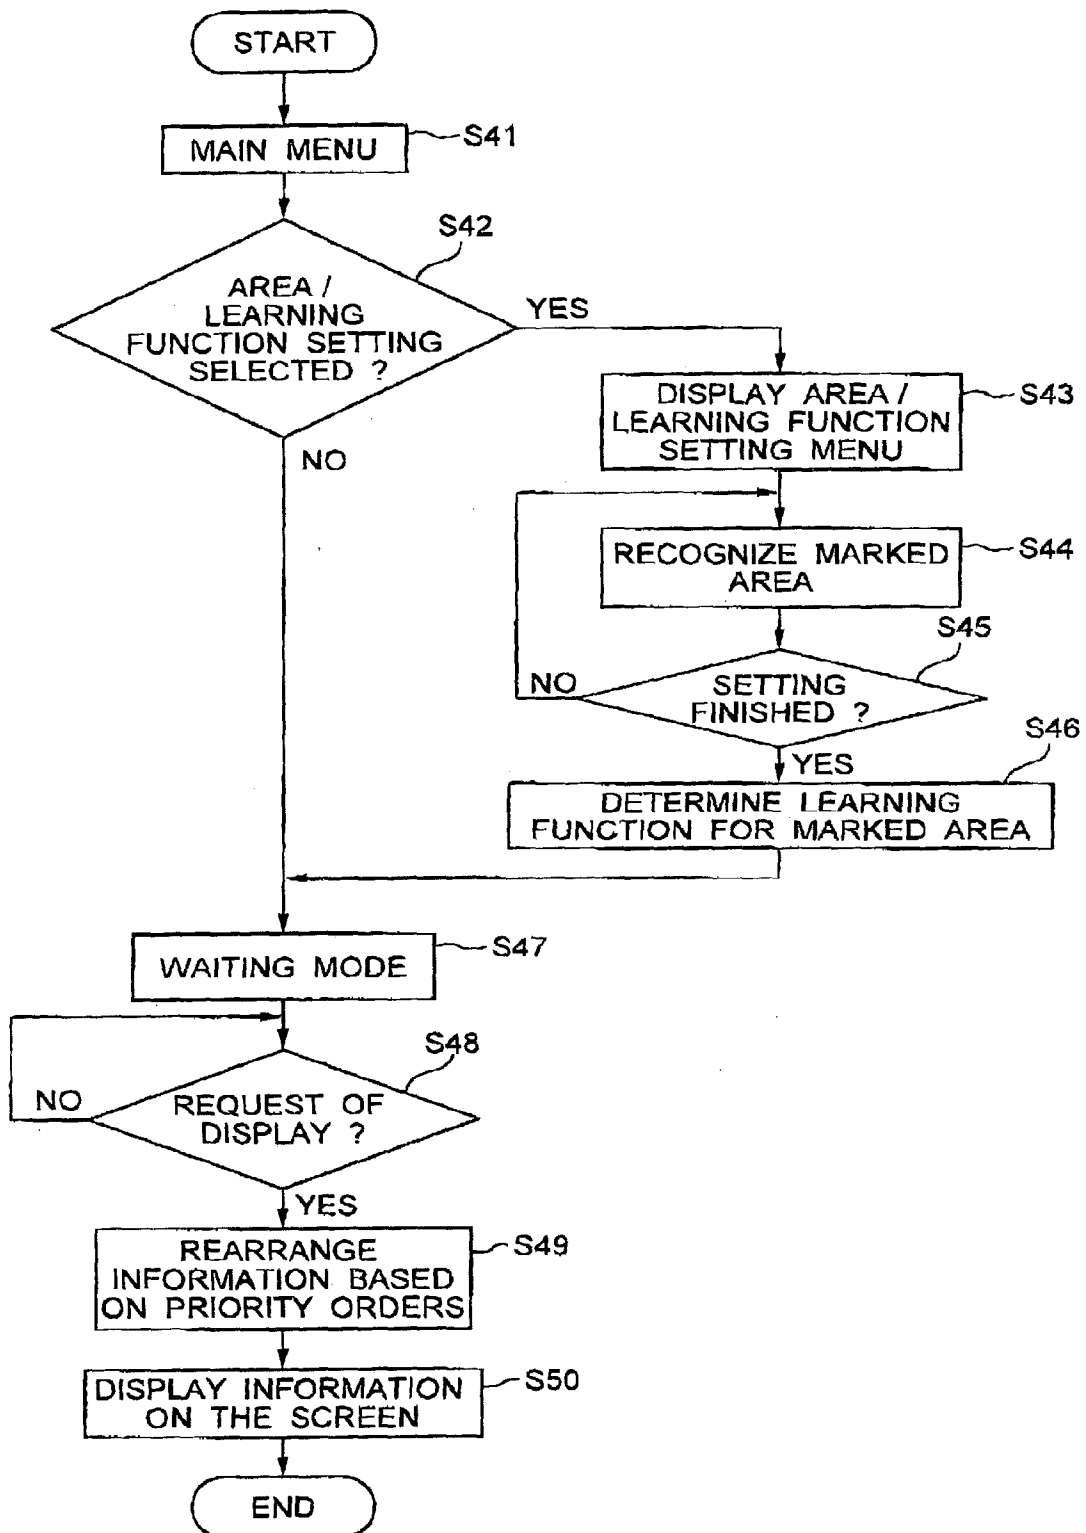 START
MAIN MENU
S41
S42
AREA /
LEARNING
FUNCTION SETTING
SELECTED ?
YES
NO
DISPLAY AREA /
LEARNING FUNCTION
SETTING MENU
S43
RECOGNIZE MARKED
AREA
S44
S45
SETTING
FINISHED ?
NO
YES
S46
DETERMINE LEARNING
FUNCTION FOR MARKED AREA
WAITING MODE
S47
S48
REQUEST OF
DISPLAY ?
NO
YES
REARRANGE
INFORMATION BASED
ON PRIORITY ORDERS
S49
DISPLAY INFORMATION
ON THE SCREEN
S50
END